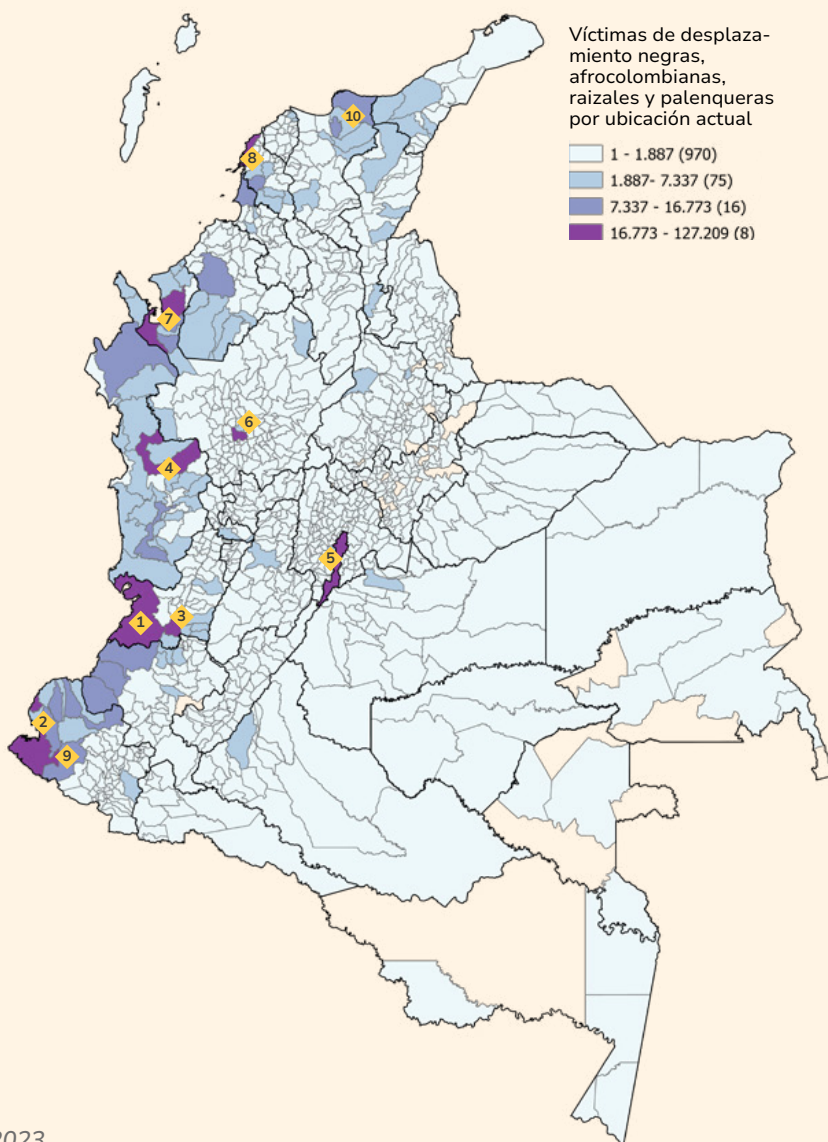 Víctimas de desplaza-
miento negras,
afrocolombianas,
raizales y palenqueras
por ubicación actual
1 - 1.887 (970)
1.887- 7.337 (75)
7.337 - 16.773 (16)
16.773 - 127.209 (8)
10
8
7
6
4
5
3
1
2
9
2023